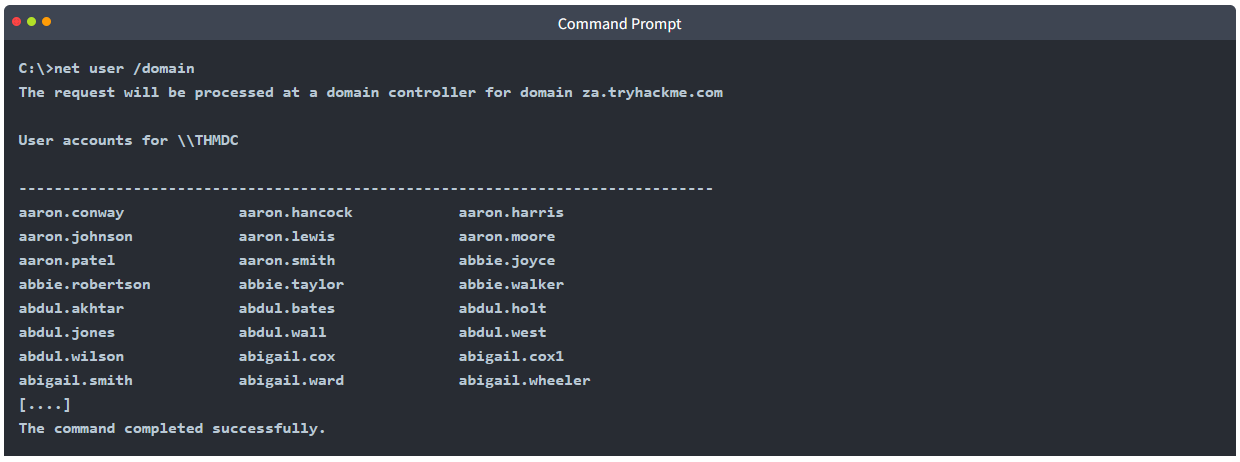 Command Prompt
C:\>net user /domain
The request will be processed at a domain controller for domain za.tryhackme.com
User accounts for \\THMDC
-------------------------------------------------------------------------------
aaron.conway             aaron.hancock            aaron.harris
aaron.johnson            aaron.lewis              aaron.moore
aaron.patel              aaron.smith              abbie.joyce
abbie.robertson          abbie.taylor             abbie.walker
abdul.akhtar             abdul.bates              abdul.holt
abdul.jones              abdul.wall               abdul.west
abdul.wilson             abigail.cox              abigail.cox1
abigail.smith            abigail.ward             abigail.wheeler
[....]
The command completed successfully.